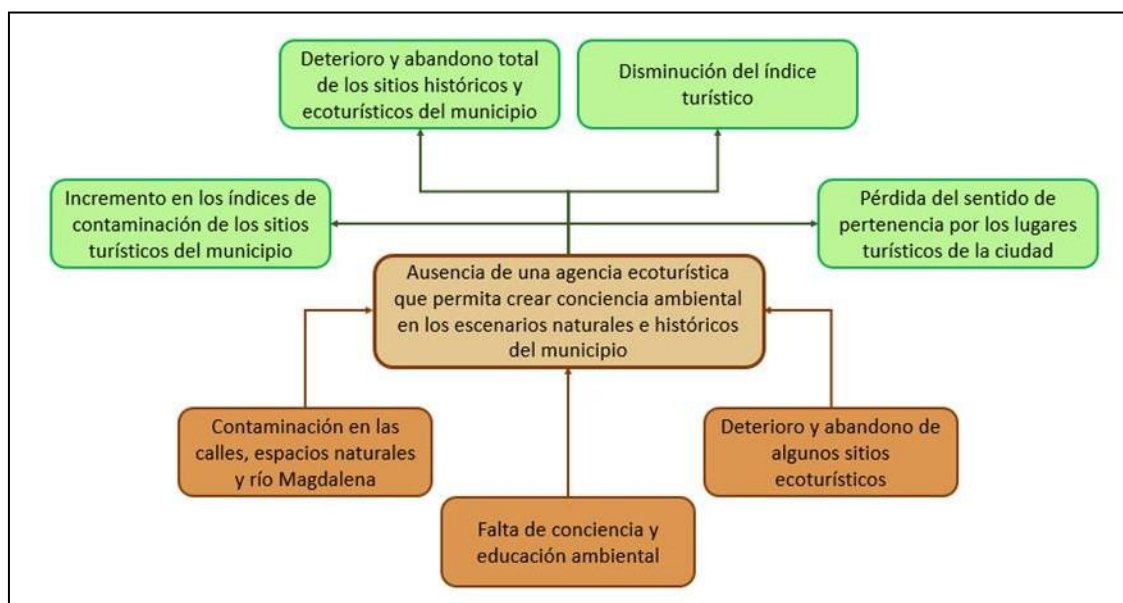 Deterioro y abandono total
de los sitios históricos y
ecoturísticos del municipio
Disminución del índice
turístico
Incremento en los índices de
contaminación de los sitios
turísticos del municipio
Pérdida del sentido de
pertenencia por los lugares
turísticos de la ciudad
Ausencia de una agencia ecoturística
que permita crear conciencia ambiental
en los escenarios naturales e históricos
del municipio
Contaminación en las
calles, espacios naturales
y río Magdalena
Deterioro y abandono de
algunos sitios
ecoturísticos
Falta de conciencia y
educación ambiental